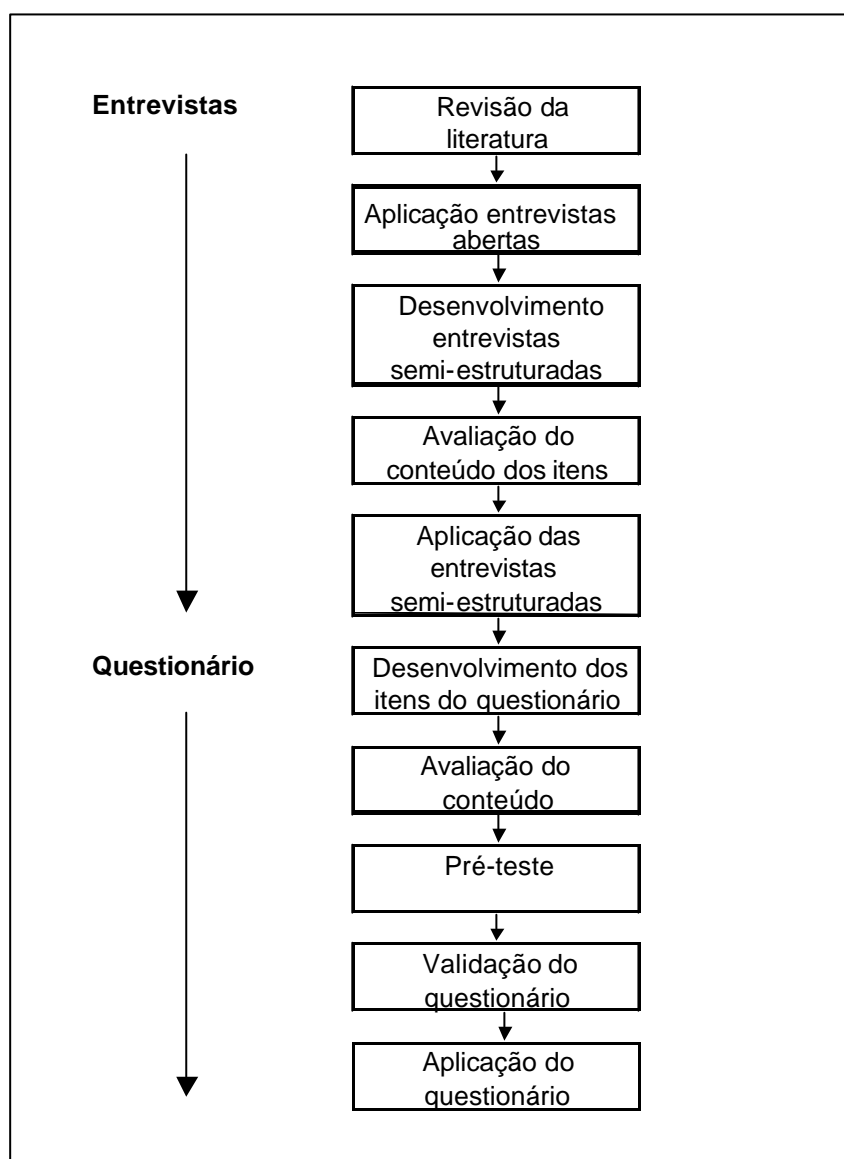 Entrevistas
Revisão da
literatura
Aplicação entrevistas
abertas
Desenvolvimento
entrevistas
semi-estruturadas
Avaliação do
conteúdo dos itens
Aplicação das
entrevistas
semi-estruturadas
Questionário
Desenvolvimento dos
itens do questionário
Avaliação do
conteúdo
Pré-teste
Validação do
questionário
Aplicação do
questionário